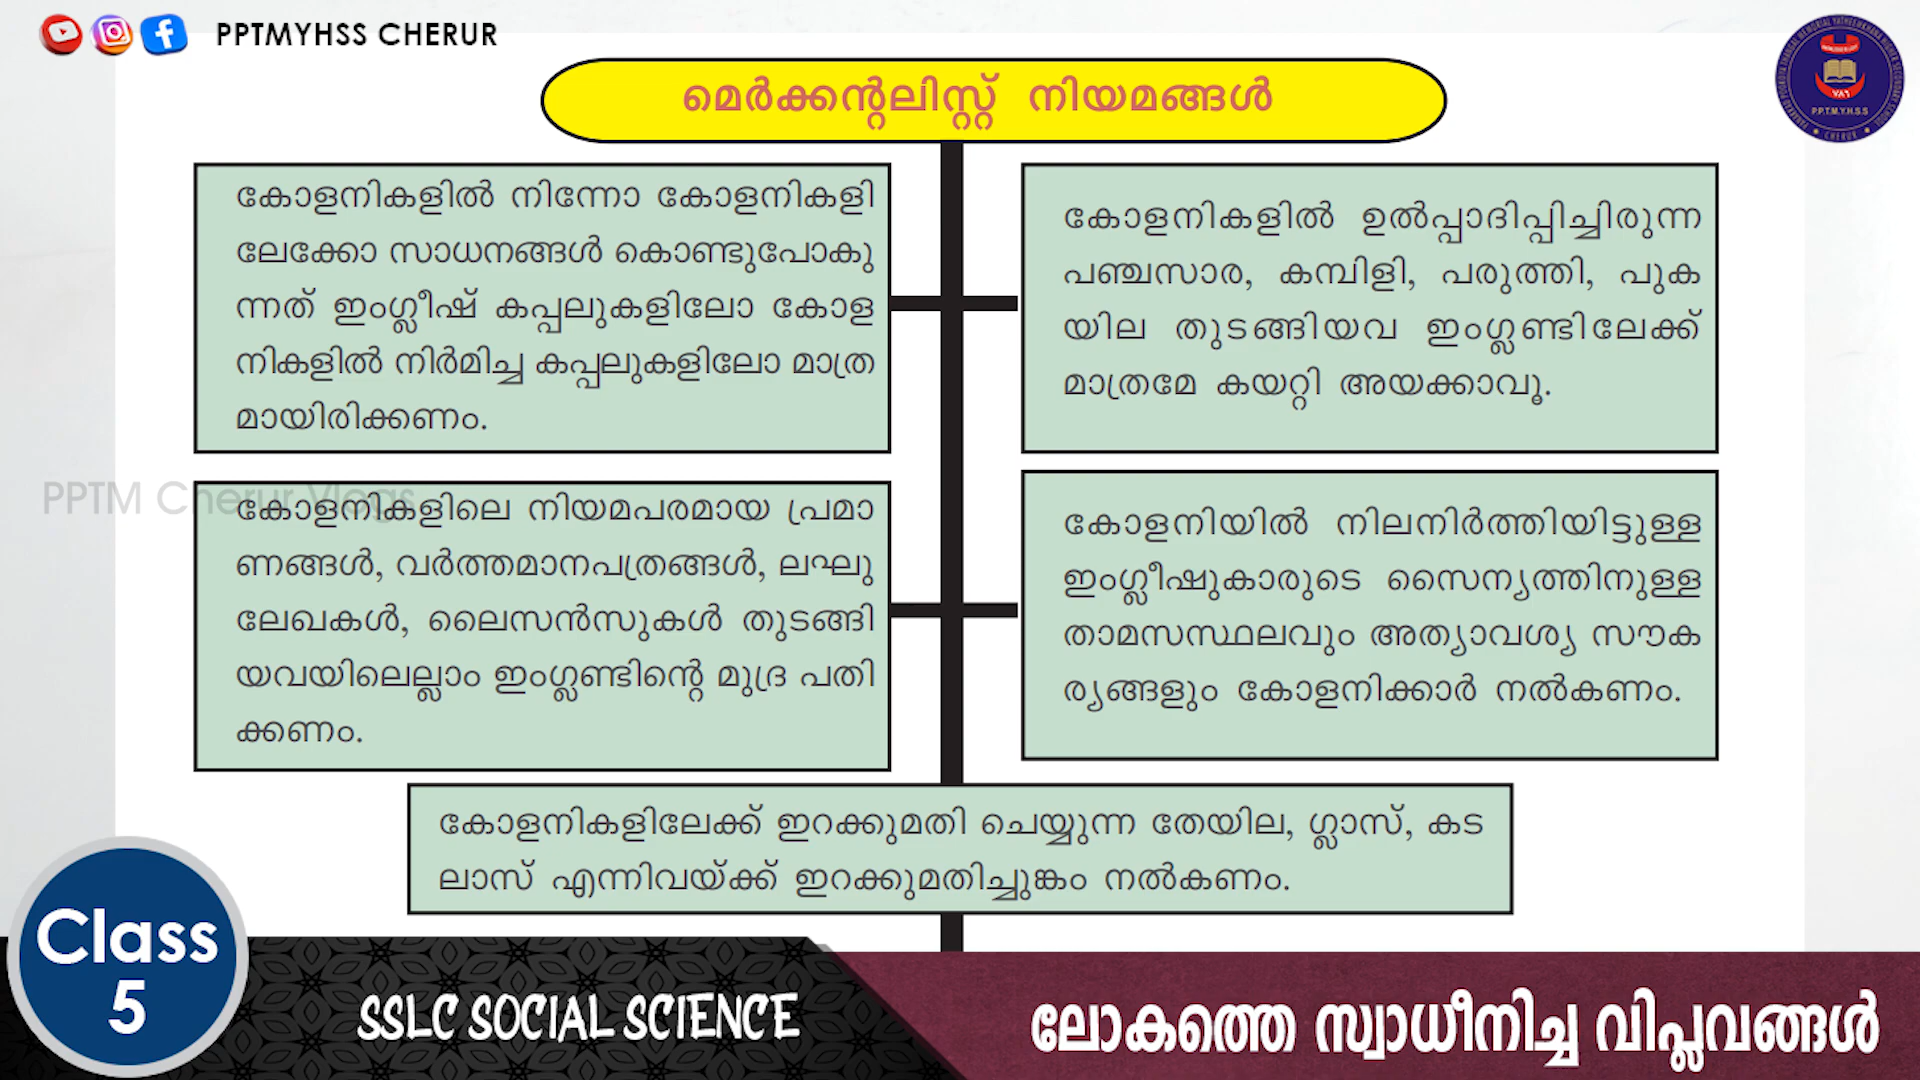 PPTMYHSS CHERUR
മെർക്കന്റലിസ്റ്റ് നിയമങ്ങൾ
കോളനികളിൽ നിന്നോ കോളനികളി
ലേക്കോ സാധനങ്ങൾ കൊണ്ടുപോകു
ന്നത് ഇംഗ്ലീഷ് കപ്പലുകളിലോ കോള
നികളിൽ നിർമിച്ച കപ്പലുകളിലോ മാത്ര
മായിരിക്കണം.
കോളനികളിൽ ഉൽപ്പാദിപ്പിച്ചിരുന്ന
പഞ്ചസാര, കമ്പിളി, പരുത്തി, പുക
യില തുടങ്ങിയവ ഇംഗ്ലണ്ടിലേക്ക്
മാത്രമേ കയറ്റി അയക്കാവൂ.
PPTM Cherur Vlogs
കോളനികളിലെ നിയമപരമായ പ്രമാ
ണങ്ങൾ, വർത്തമാനപത്രങ്ങൾ, ലഘു
ലേഖകൾ, ലൈസൻസുകൾ തുടങ്ങി
യവയിലെല്ലാം ഇംഗ്ലണ്ടിന്റെ മുദ്ര പതി
ക്കണം.
കോളനിയിൽ നിലനിർത്തിയിട്ടുള്ള
ഇംഗ്ലീഷുകാരുടെ സൈന്യത്തിനുള്ള
താമസസ്ഥലവും അത്യാവശ്യ സൗക
ര്യങ്ങളും കോളനിക്കാർ നൽകണം.
കോളനികളിലേക്ക് ഇറക്കുമതി ചെയ്യുന്ന തേയില, ഗ്ലാസ്, കട
ലാസ് എന്നിവയ്ക്ക് ഇറക്കുമതിച്ചുങ്കം നൽകണം.
Class
5
SSLC SOCIAL SCIENCE
ലോകത്തെ സ്വാധീനിച്ച വിപ്ലവങ്ങൾ
P.P.T.M.Y.H.S.S
CHERUR